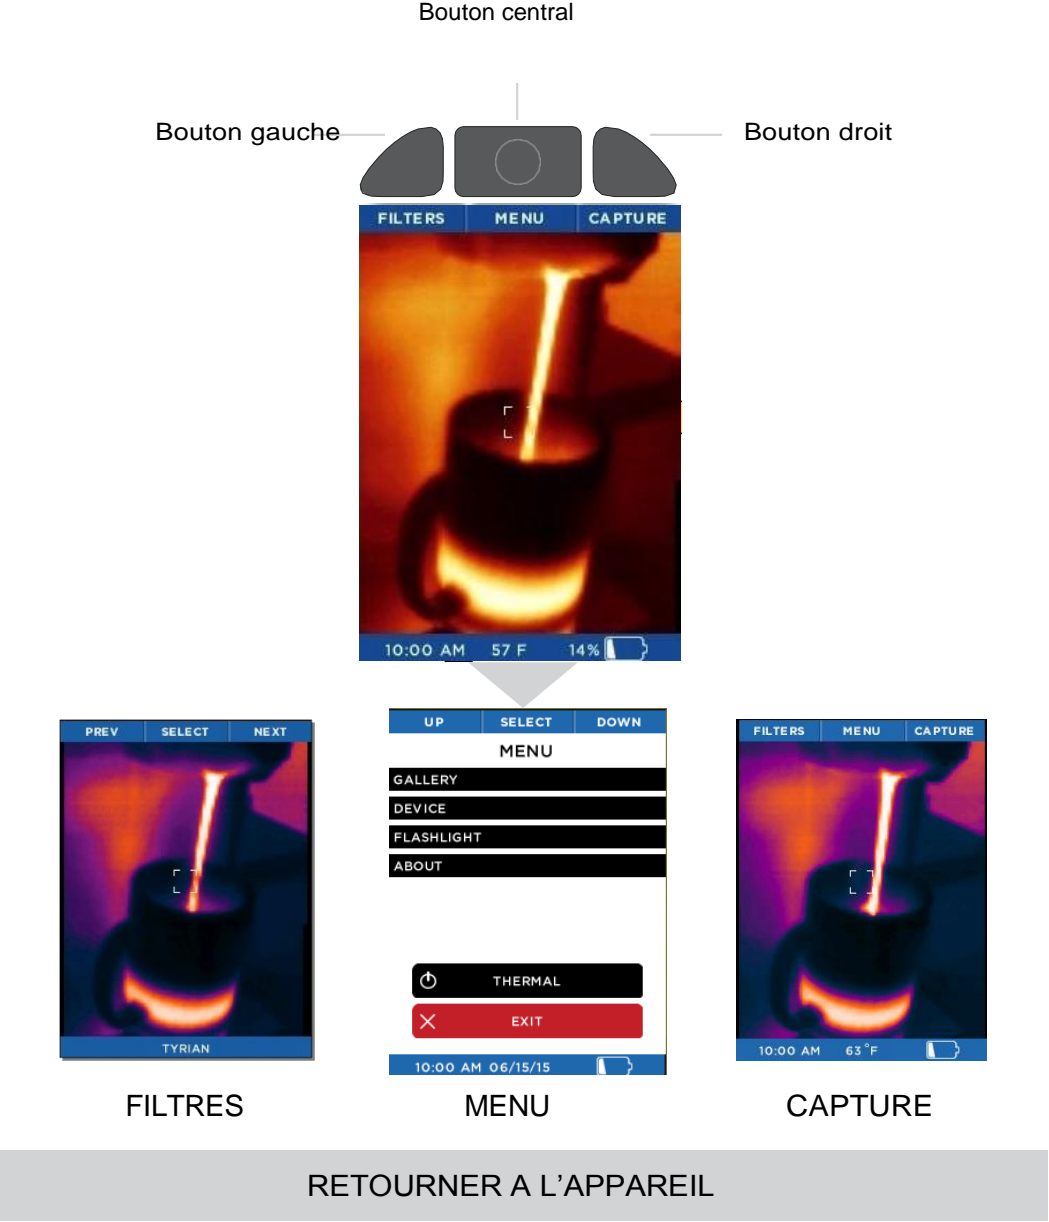 Bouton central
Bouton gauche
Bouton droit
FILTERS MENU CAPTURE
10:00 AM 57 F 14%
PREV SELECT NEXT
TYRIAN
UP SELECT DOWN
MENU
GALLERY
DEVICE
FLASHLIGHT
ABOUT
THERMAL
EXIT
10:00 AM 06/15/15
FILTERS MENU CAPTURE
10:00 AM 63°F
FILTRES
MENU
CAPTURE
RETOURNER A L'APPAREIL